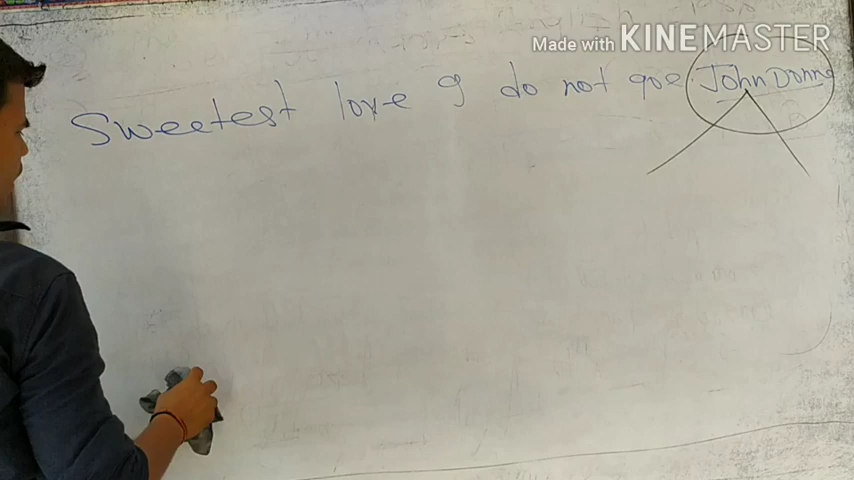 Made with KINEMASTER
Sweetest love I do not goe John Donne